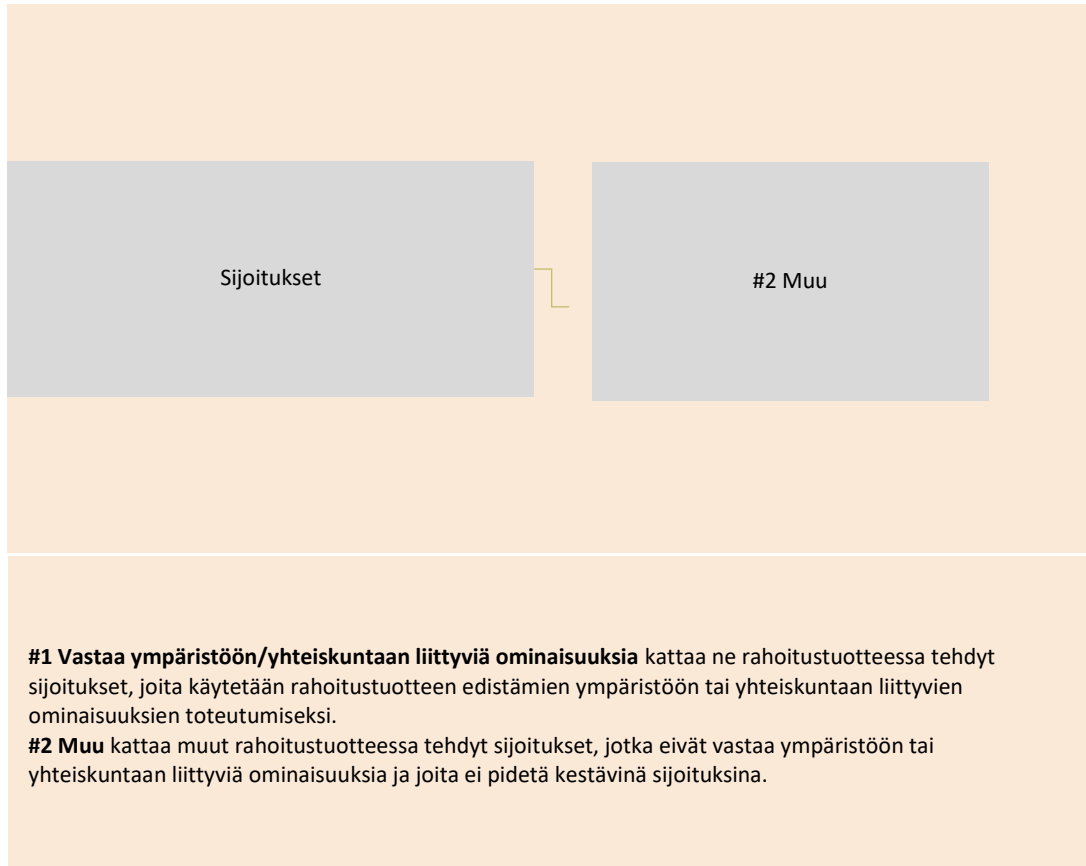 Sijoitukset
#2 Muu
#1 Vastaa ympäristöön/yhteiskuntaan liittyviä ominaisuuksia kattaa ne rahoitustuotteessa tehdyt
sijoitukset, joita käytetään rahoitustuotteen edistämien ympäristöön tai yhteiskuntaan liittyvien
ominaisuuksien toteutumiseksi.
#2 Muu kattaa muut rahoitustuotteessa tehdyt sijoitukset, jotka eivät vastaa ympäristön tai
yhteiskuntaan liittyviä ominaisuuksia ja joita ei pidetä kestävinä sijoituksina.